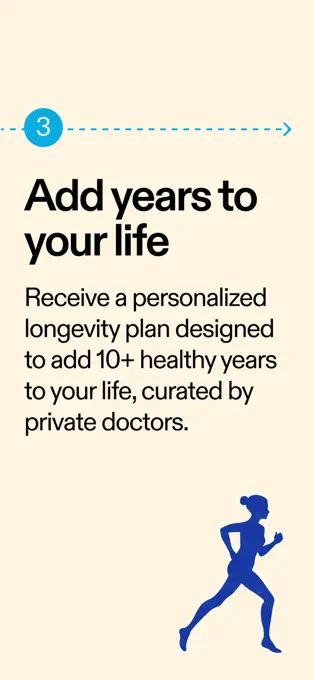 3
Add years to
your life
Receive a personalized
longevity plan designed
to add 10+ healthy years
to your life, curated by
private doctors.